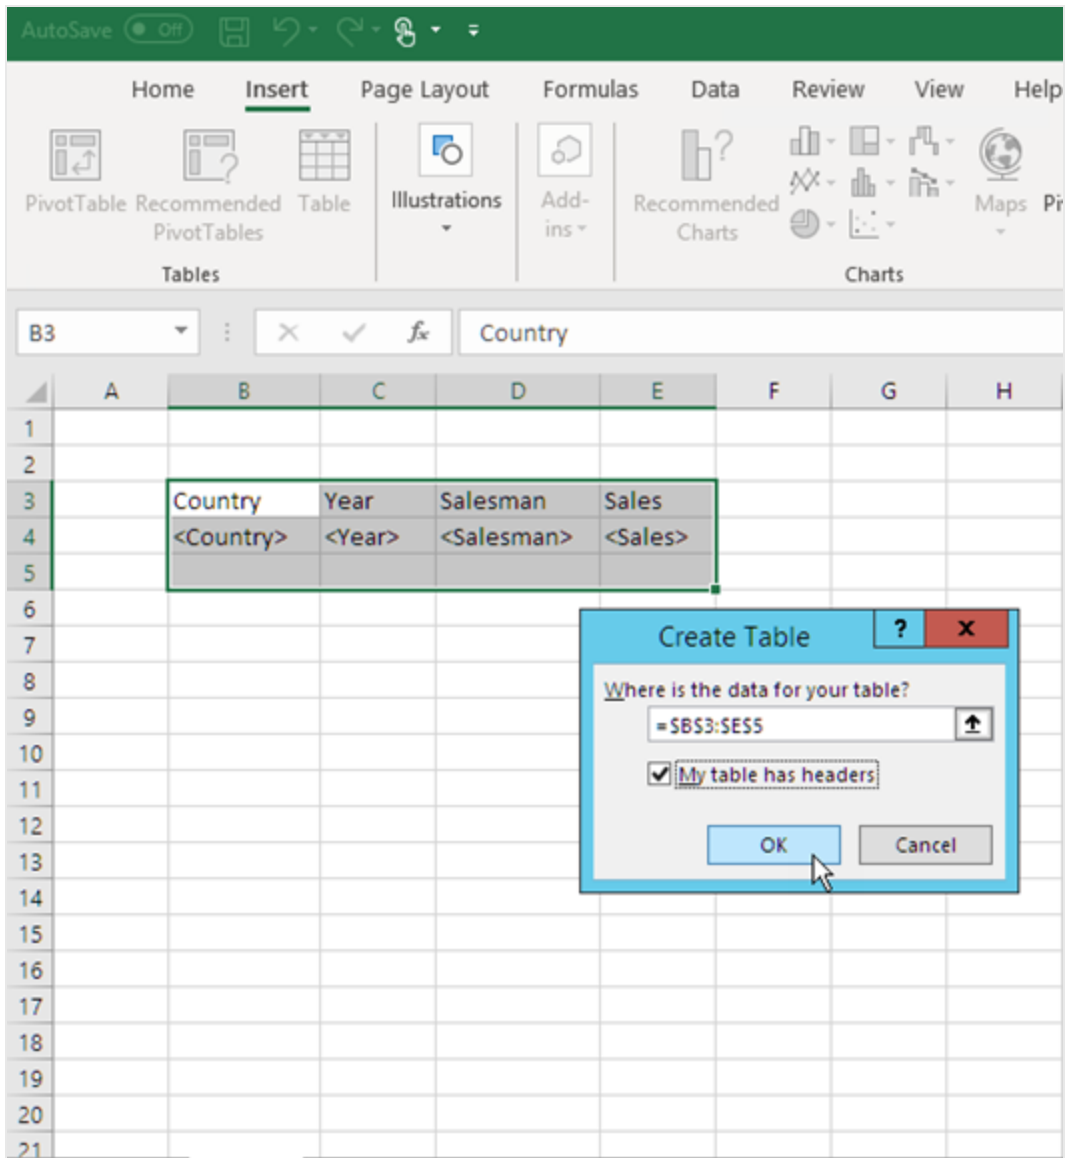 AutoSave Off
Home Insert Page Layout Formulas Data Review View Help
PivotTable Recommended PivotTables Table Illustrations Add-ins Recommended Charts Maps
Tables Charts
B3 fx Country
A B C D E F G H
1
2
3 Country Year Salesman Sales
4 <Country> <Year> <Salesman> <Sales>
5
6
7
8
9
10
11
12
13
14
15
16
17
18
19
20
21
Create Table ? X
Where is the data for your table?
=$B$3:$E$5
My table has headers
OK Cancel